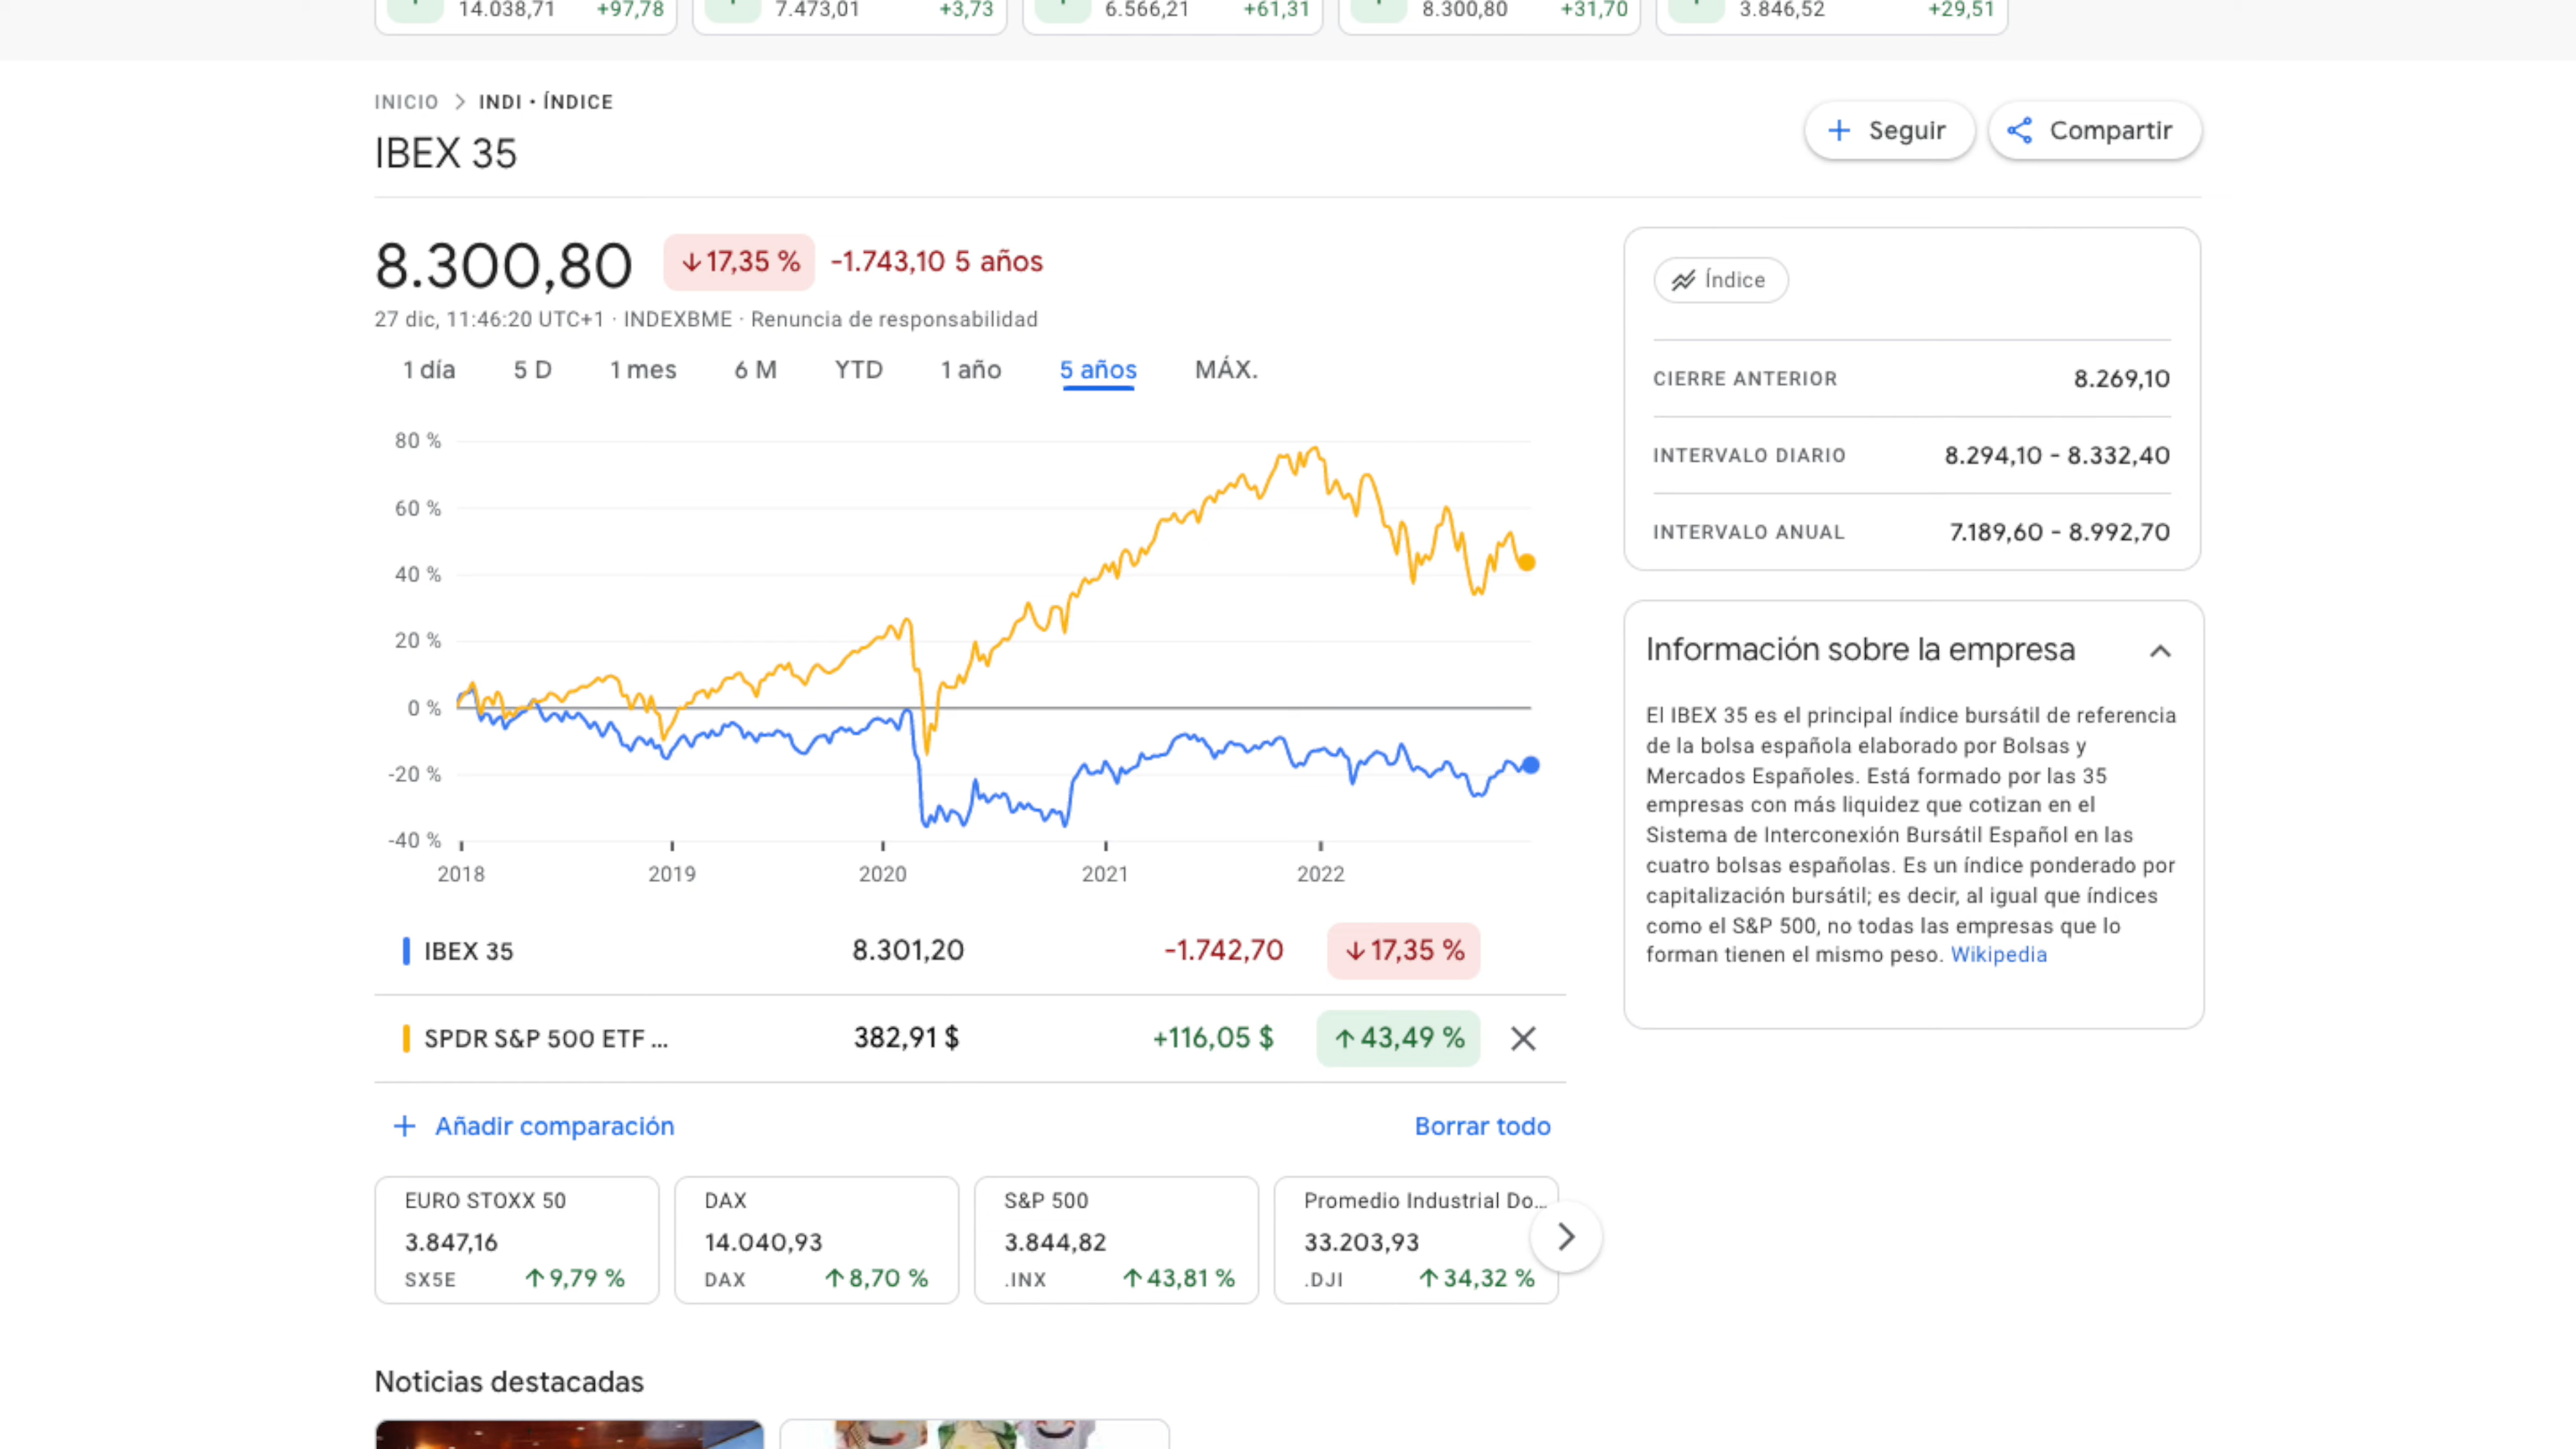 14.038,71 +97,78 7.473,01 +3,73 6.566,21 +61,31 8.300,80 +31,70 3.846,52 +29,51
INICIO > INDI • ÍNDICE
IBEX 35
Seguir
Compartir
8.300,80 ↓17,35 % -1.743,10 5 años
27 dic, 11:46:20 UTC+1 · INDEXBME · Renuncia de responsabilidad
1 día 5 D 1 mes 6 M YTD 1 año 5 años MÁX.
80 %
60 %
40 %
20 %
0 %
-20 %
-40 %
2018 2019 2020 2021 2022
IBEX 35 8.301,20 -1.742,70 ↓17,35 %
SPDR S&P 500 ETF ... 382,91 $ +116,05 $ ↑43,49 %
+ Añadir comparación
Borrar todo
EURO STOXX 50
3.847,16
SX5E ↑9,79 %
DAX
14.040,93
DAX ↑8,70 %
S&P 500
3.844,82
.INX ↑43,81 %
Promedio Industrial Do...
33.203,93
.DJI ↑34,32 %
Índice
CIERRE ANTERIOR 8.269,10
INTERVALO DIARIO 8.294,10 - 8.332,40
INTERVALO ANUAL 7.189,60 - 8.992,70
Información sobre la empresa
El IBEX 35 es el principal índice bursátil de referencia
de la bolsa española elaborado por Bolsas y
Mercados Españoles. Está formado por las 35
empresas con más liquidez que cotizan en el
Sistema de Interconexión Bursátil Español en las
cuatro bolsas españolas. Es un índice ponderado por
capitalización bursátil; es decir, al igual que índices
como el S&P 500, no todas las empresas que lo
forman tienen el mismo peso. Wikipedia
Noticias destacadas